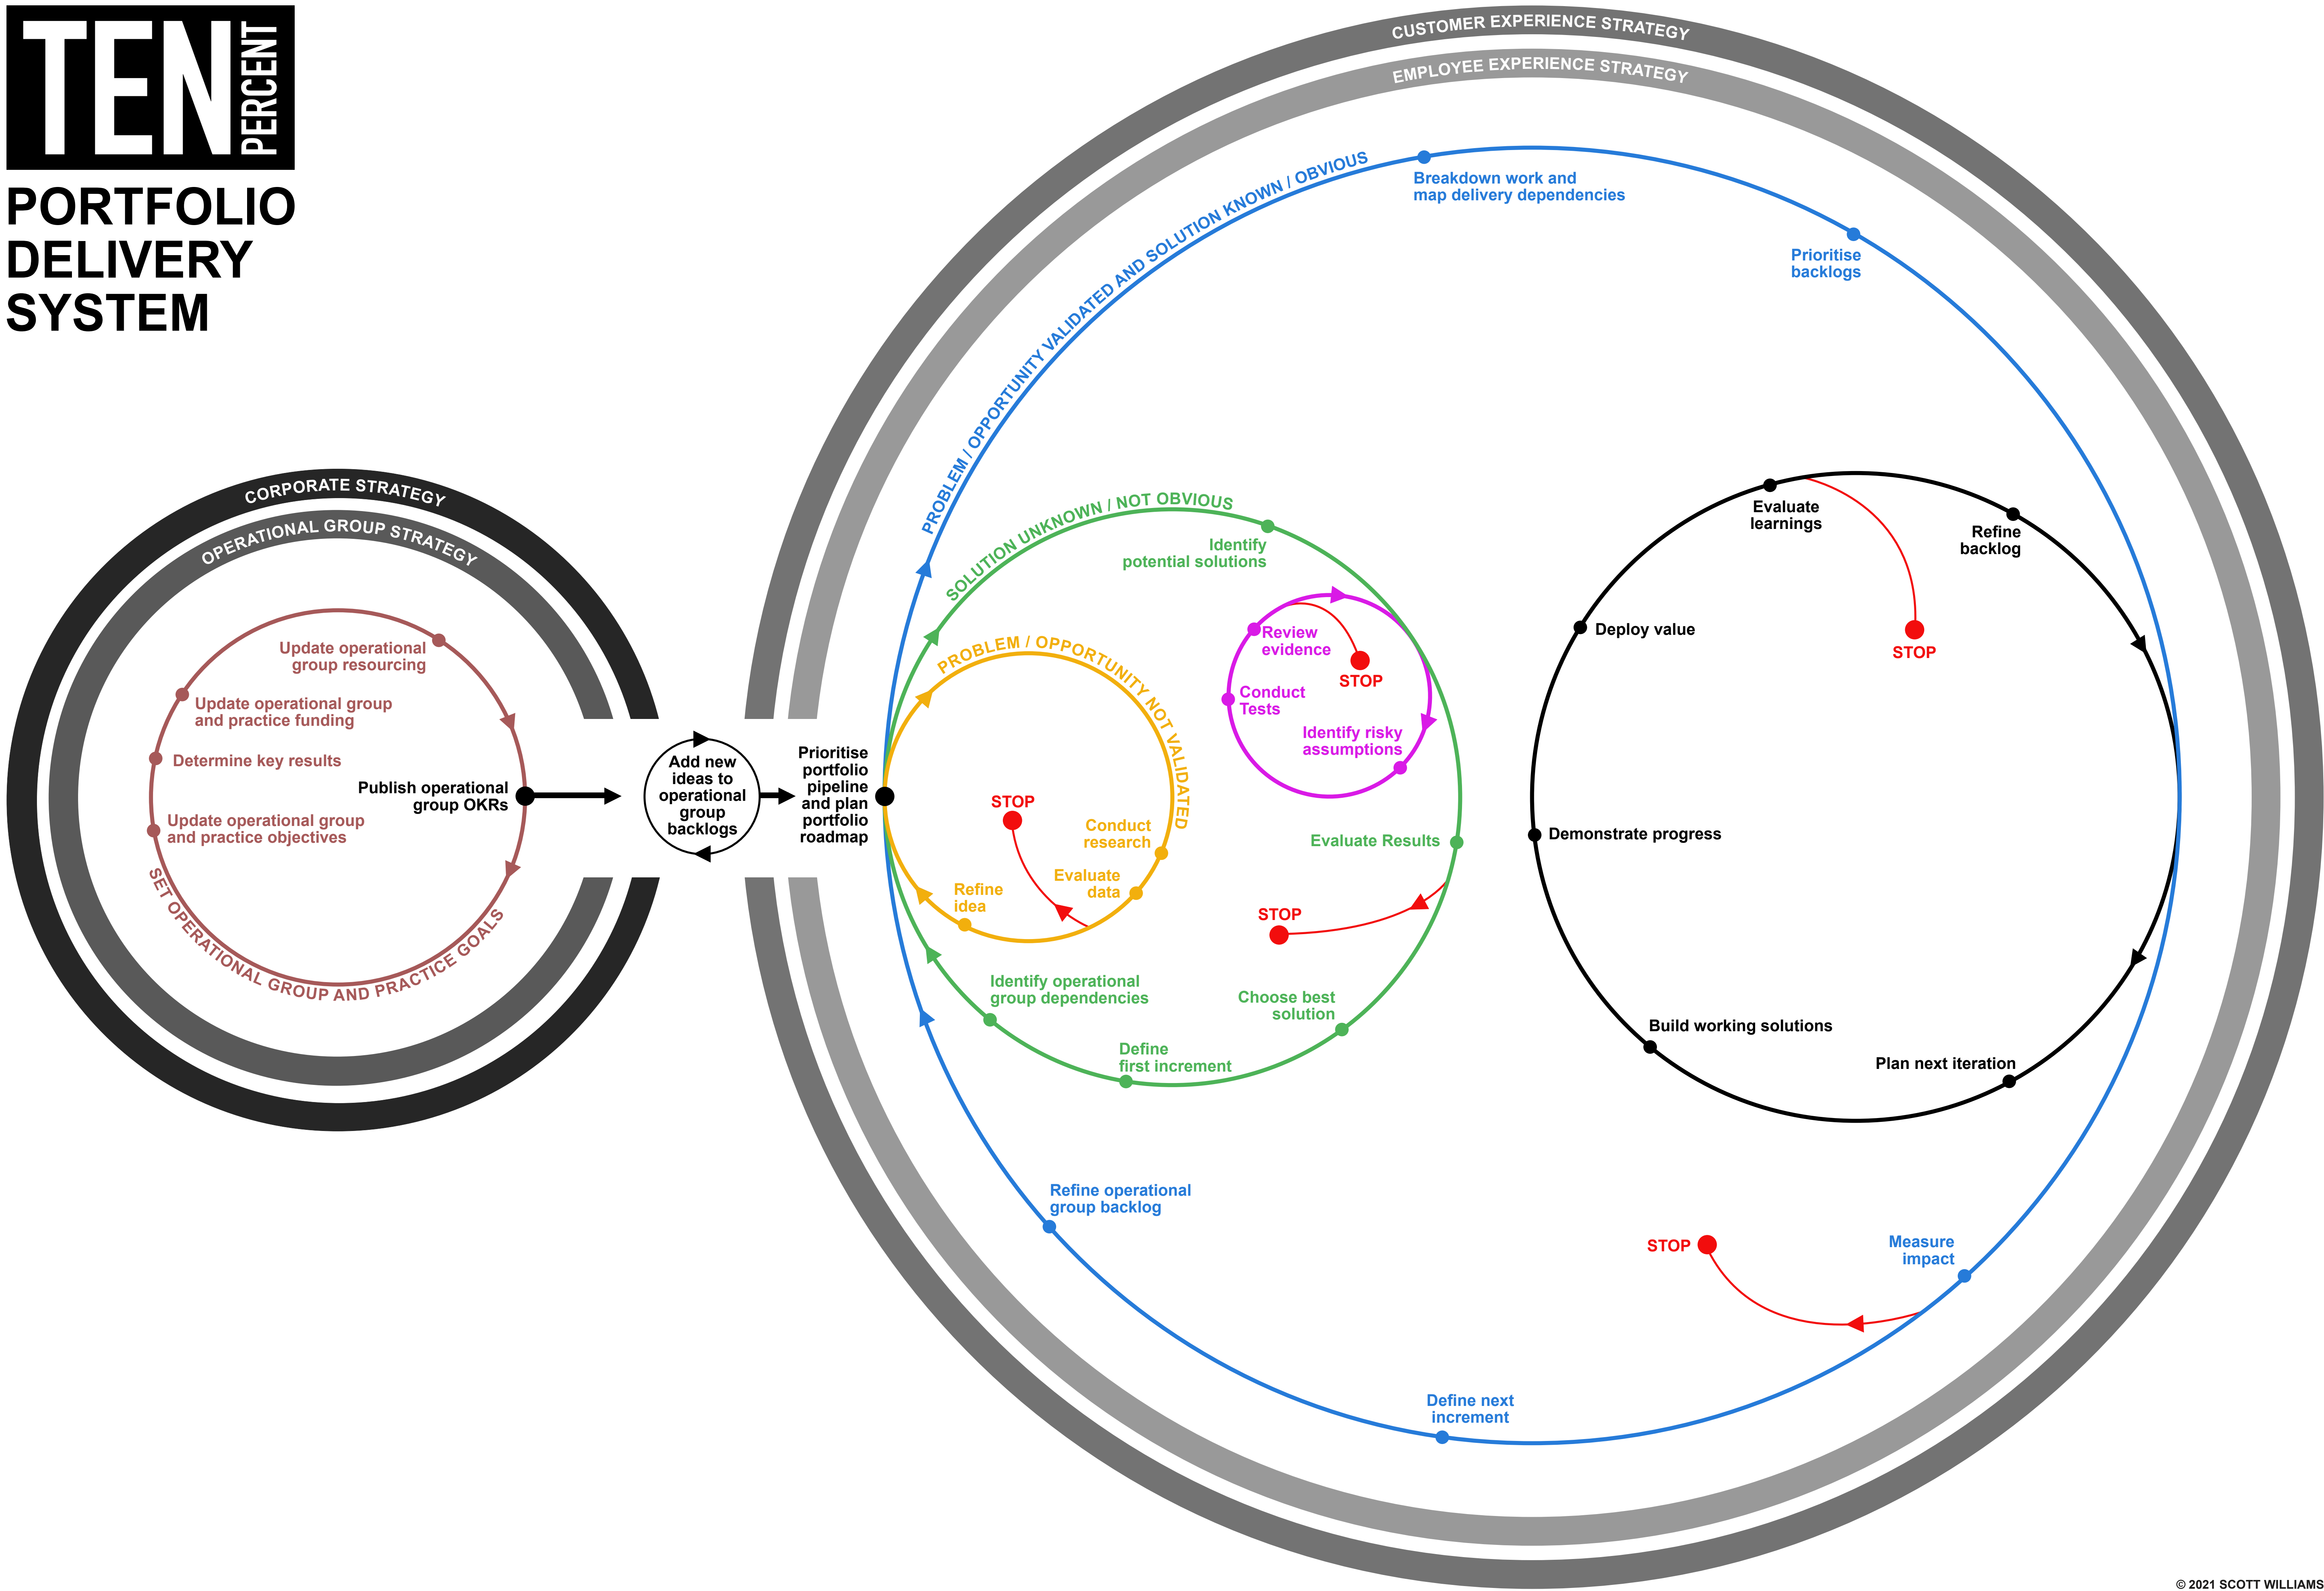 TEN
PERCENT
PORTFOLIO
DELIVERY
SYSTEM
CORPORATE STRATEGY
OPERATIONAL GROUP STRATEGY
Update operational
group resourcing
Update operational group
and practice funding
Determine key results
Publish operational
group OKRs
Update operational group
and practice objectives
SET OPERATIONAL GROUP AND PRACTICE GOALS
Add new
ideas to
operational
group
backlogs
Prioritise
portfolio
pipeline
and plan
portfolio
roadmap
CUSTOMER EXPERIENCE STRATEGY
EMPLOYEE EXPERIENCE STRATEGY
PROBLEM / OPPORTUNITY VALIDATED AND SOLUTION KNOWN / OBVIOUS
Breakdown work and
map delivery dependencies
Prioritise
backlogs
SOLUTION UNKNOWN / NOT OBVIOUS
Identify
potential solutions
PROBLEM / OPPORTUNITY NOT VALIDATED
STOP
Conduct
research
Evaluate
data
Refine
idea
Review
evidence
STOP
Conduct
Tests
Identify risky
assumptions
Evaluate Results
STOP
Choose best
solution
Define
first increment
Identify operational
group dependencies
Evaluate
learnings
Refine
backlog
STOP
Deploy value
Demonstrate progress
Build working solutions
Plan next iteration
Refine operational
group backlog
STOP
Measure
impact
Define next
increment
© 2021 SCOTT WILLIAMS